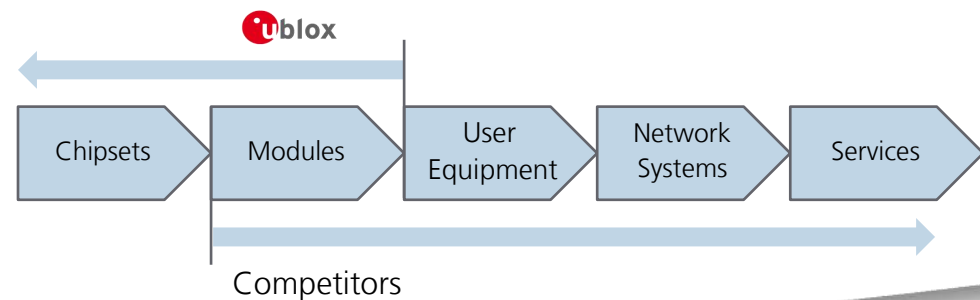 ublox
Chipsets
Modules
User
Equipment
Network
Systems
Services
Competitors